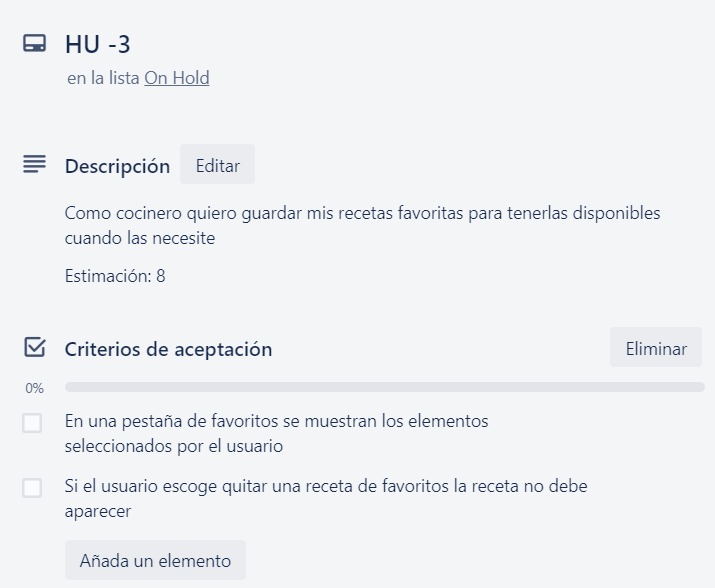 HU -3
en la lista On Hold
Descripción Editar
Como cocinero quiero guardar mis recetas favoritas para tenerlas disponibles
cuando las necesite
Estimación: 8
Criterios de aceptación Eliminar
0%
En una pestaña de favoritos se muestran los elementos
seleccionados por el usuario
Si el usuario escoge quitar una receta de favoritos la receta no debe
aparecer
Añada un elemento